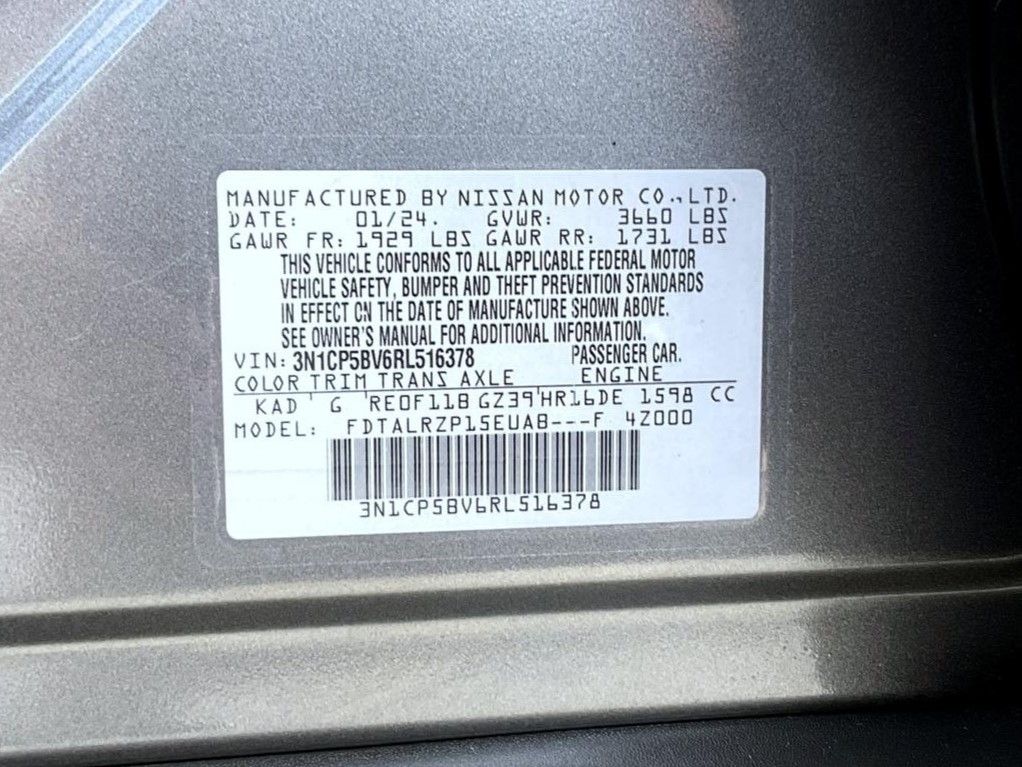 MANUFACTURED BY NISSAN MOTOR CO., LTD.
DATE: 01/24. GVWR: 3660 LBS
GAWR FR: 1929 LBS GAWR RR: 1731 LBS
THIS VEHICLE CONFORMS TO ALL APPLICABLE FEDERAL MOTOR
VEHICLE SAFETY, BUMPER AND THEFT PREVENTION STANDARDS
IN EFFECT ON THE DATE OF MANUFACTURE SHOWN ABOVE.
SEE OWNER'S MANUAL FOR ADDITIONAL INFORMATION.
VIN: 3N1CP5BV6RL516378 PASSENGER CAR.
COLOR TRIM TRANS AXLE ENGINE
KAD ' G ' RE0F11B GZ39'HR16DE 1598 CC
MODEL: FDTALRZP15EUAB---F 4Z000
3N1CP5BV6RL516378